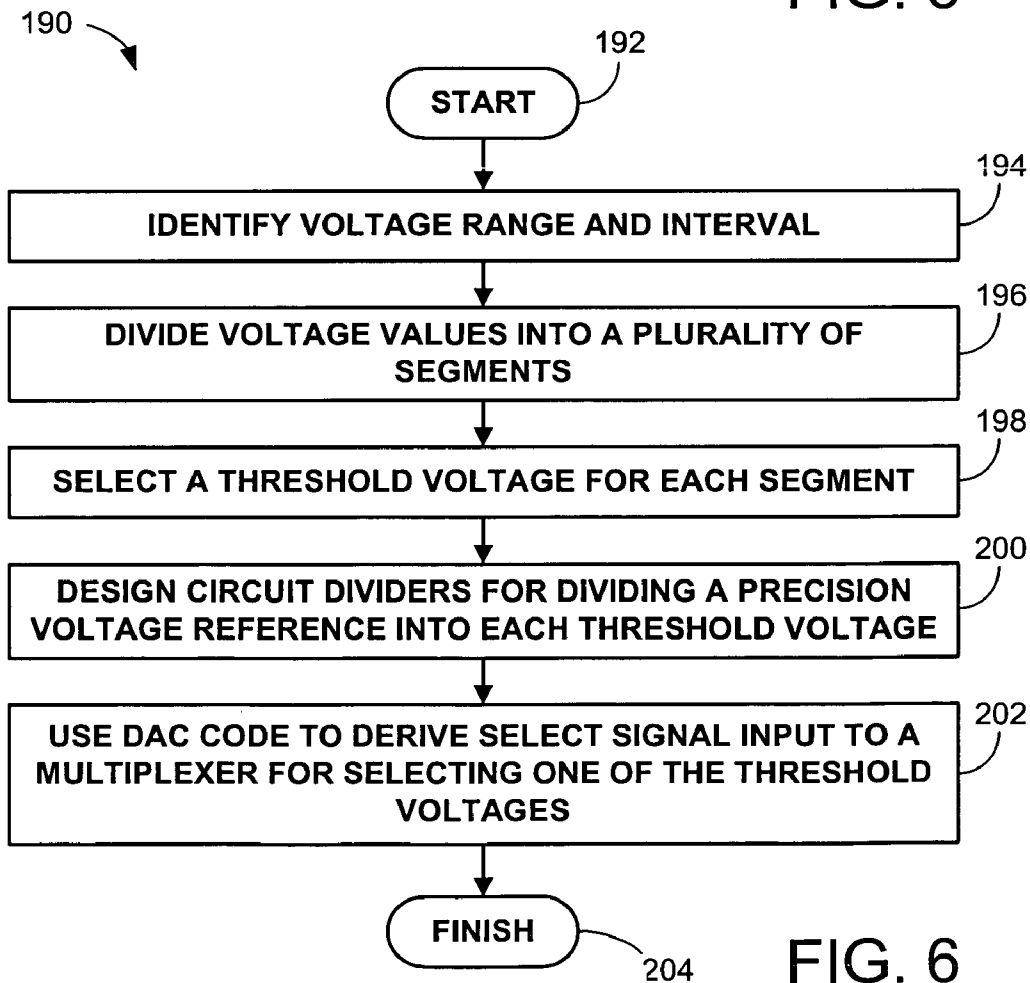 190
192
START
194
IDENTIFY VOLTAGE RANGE AND INTERVAL
196
DIVIDE VOLTAGE VALUES INTO A PLURALITY OF
SEGMENTS
198
SELECT A THRESHOLD VOLTAGE FOR EACH SEGMENT
200
DESIGN CIRCUIT DIVIDERS FOR DIVIDING A PRECISION
VOLTAGE REFERENCE INTO EACH THRESHOLD VOLTAGE
202
USE DAC CODE TO DERIVE SELECT SIGNAL INPUT TO A
MULTIPLEXER FOR SELECTING ONE OF THE THRESHOLD
VOLTAGES
FINISH
204
FIG. 6